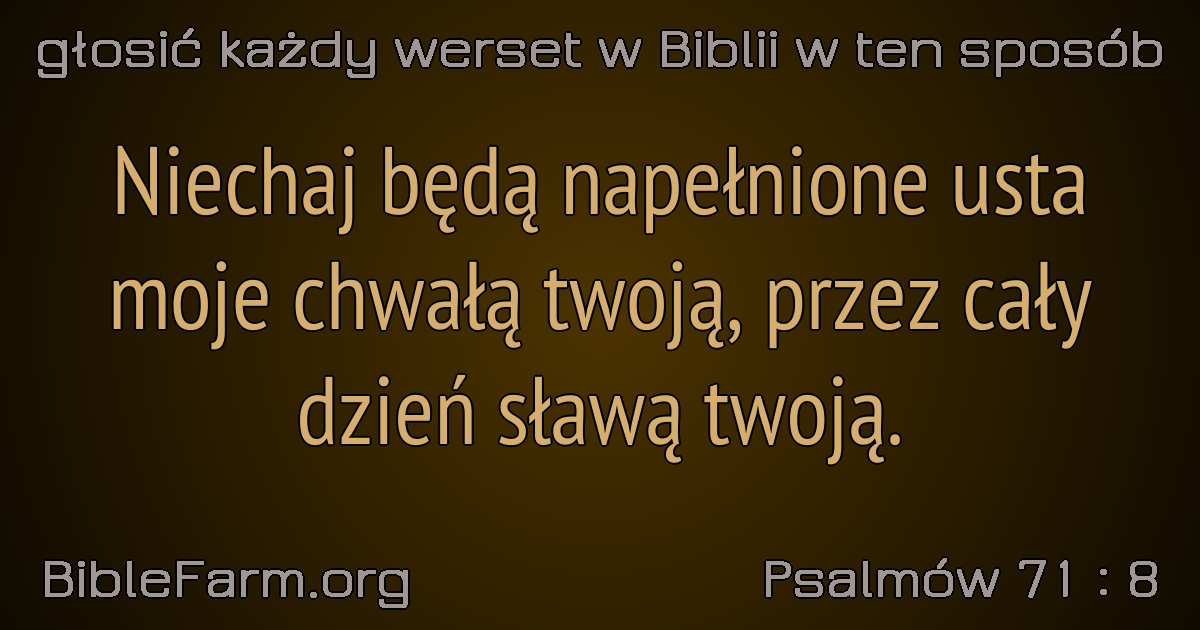 głosić każdy werset w Biblii w ten sposób
Niechaj będą napełnione usta
moje chwałą twoją, przez cały
dzień sławą twoją.
BibleFarm.org
Psalmów 71 : 8